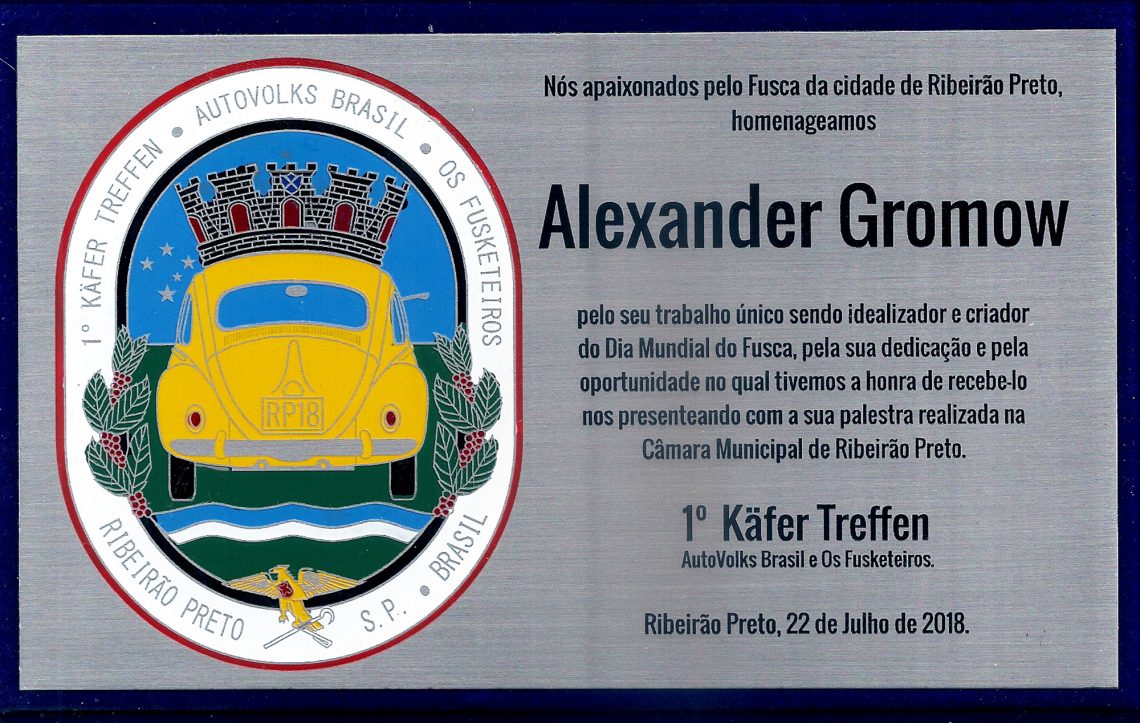 1º KÄFER TREFFEN • AUTOVOLKS BRASIL • OS FUSKETEIROS
RIBEIRÃO PRETO S.P. • BRASIL
RP18
Nós apaixonados pelo Fusca da cidade de Ribeirão Preto,
homenageamos
Alexander Gromow
pelo seu trabalho único sendo idealizador e criador
do Dia Mundial do Fusca, pela sua dedicação e pela
oportunidade no qual tivemos a honra de recebe-lo
nos presenteando com a sua palestra realizada na
Câmara Municipal de Ribeirão Preto.
1º Käfer Treffen
AutoVolks Brasil e Os Fusketeiros.
Ribeirão Preto, 22 de Julho de 2018.